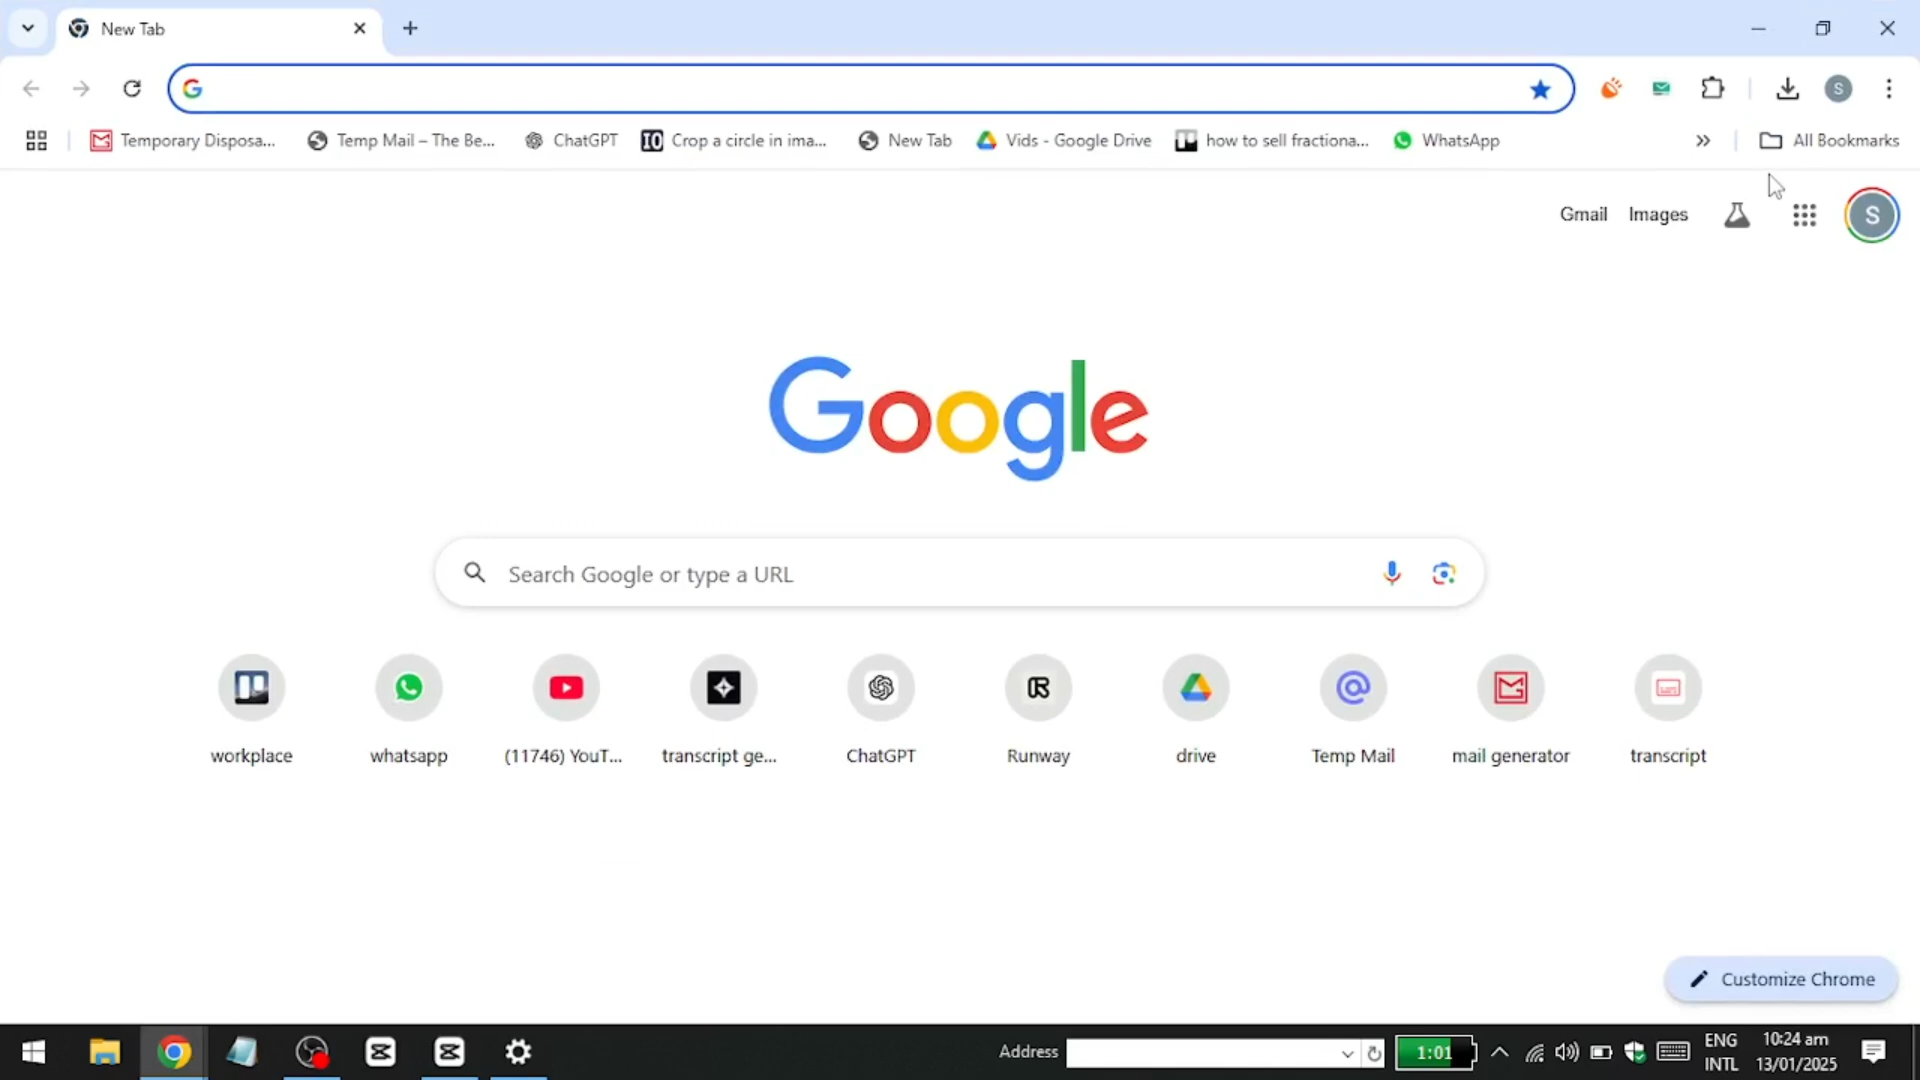 New Tab
Temporary Disposa...
Temp Mail – The Be...
ChatGPT
Crop a circle in ima...
New Tab
Vids - Google Drive
how to sell fractiona...
WhatsApp
All Bookmarks
Gmail
Images
S
S
Google
Search Google or type a URL
workplace
whatsapp
(11746) YouT...
transcript ge...
ChatGPT
Runway
drive
Temp Mail
mail generator
transcript
Customize Chrome
Address
1:01
ENG
INTL
10:24 am
13/01/2025